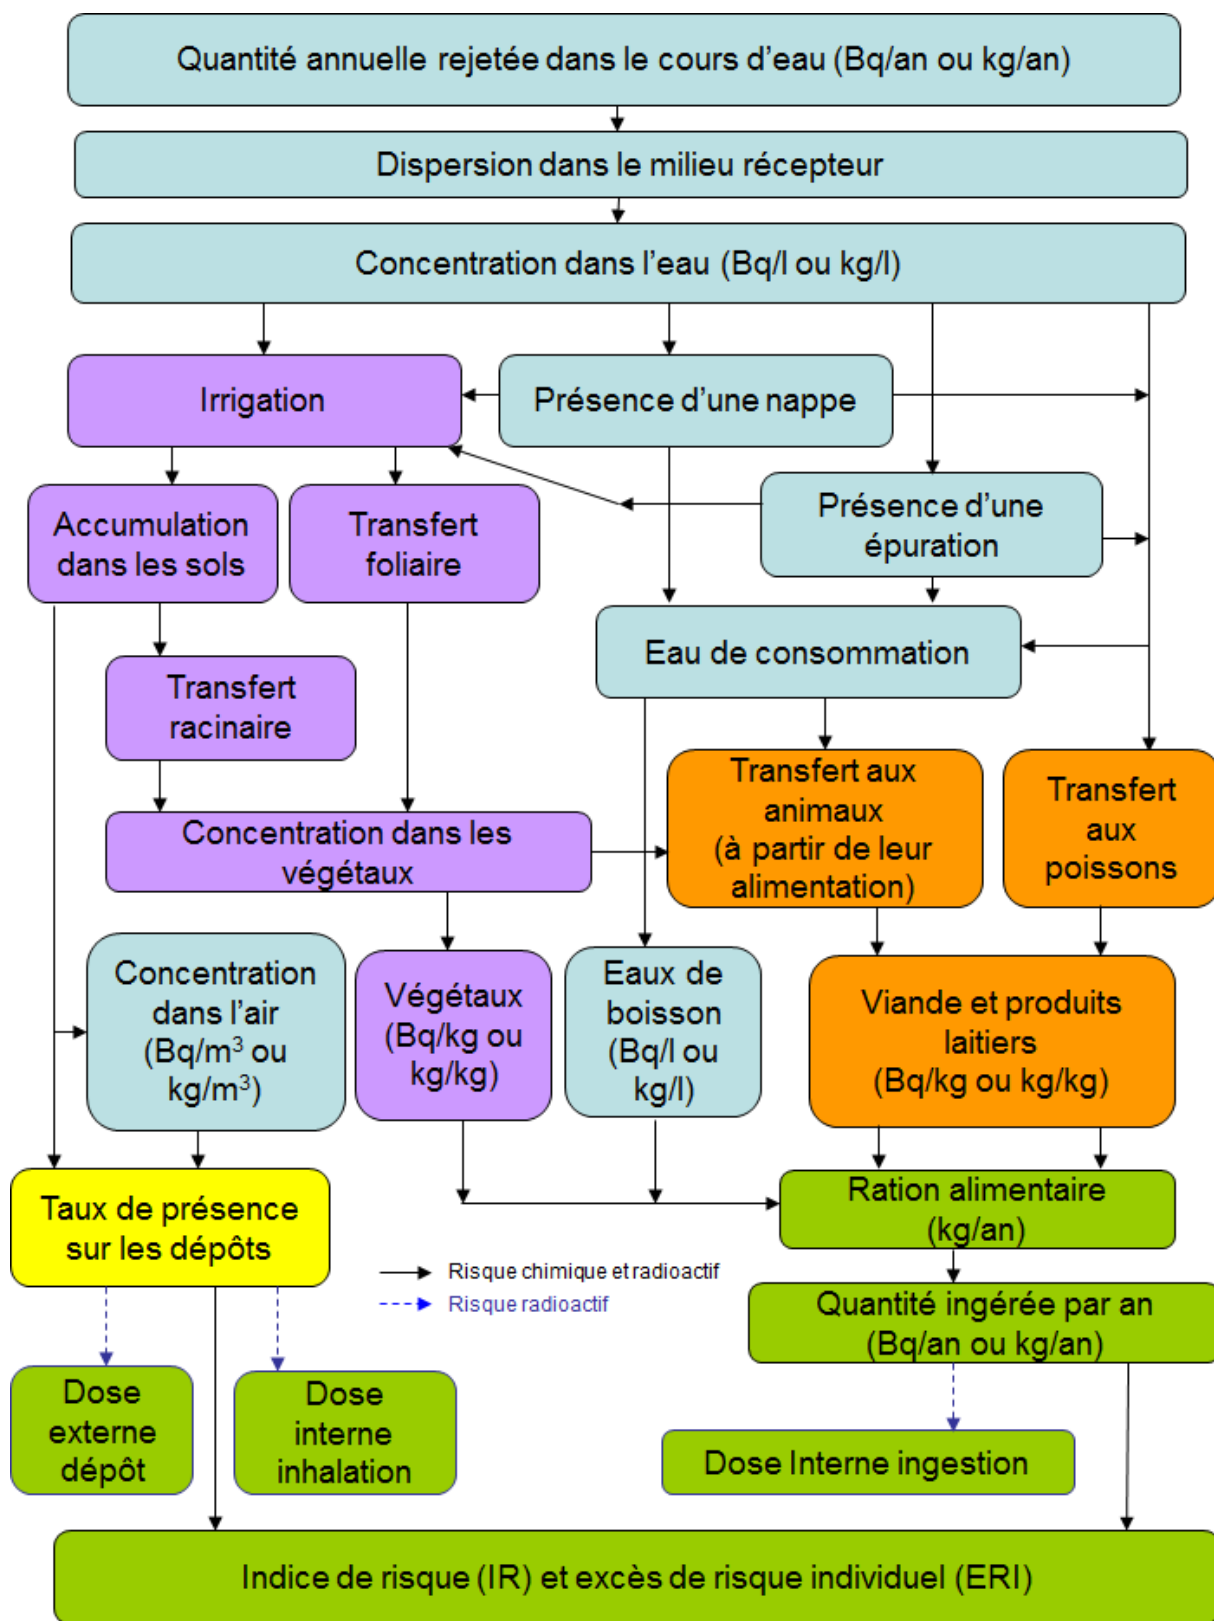 Quantité annuelle rejetée dans le cours d’eau (Bq/an ou kg/an)
Dispersion dans le milieu récepteur
Concentration dans l’eau (Bq/l ou kg/l)
Irrigation
Présence d’une nappe
Accumulation
dans les sols
Transfert
foliaire
Présence d’une
épuration
Eau de consommation
Transfert
racinaire
Transfert aux
animaux
(à partir de leur
alimentation)
Transfert
aux
poissons
Concentration dans les
végétaux
Concentration
dans l’air
(Bq/m³ ou
kg/m³)
Végétaux
(Bq/kg ou
kg/kg)
Eaux de
boisson
(Bq/l ou
kg/l)
Viande et produits
laitiers
(Bq/kg ou kg/kg)
Taux de présence
sur les dépôts
Ration alimentaire
(kg/an)
Risque chimique et radioactif
Risque radioactif
Quantité ingérée par an
(Bq/an ou kg/an)
Dose
externe
dépôt
Dose
interne
inhalation
Dose Interne ingestion
Indice de risque (IR) et excès de risque individuel (ERI)